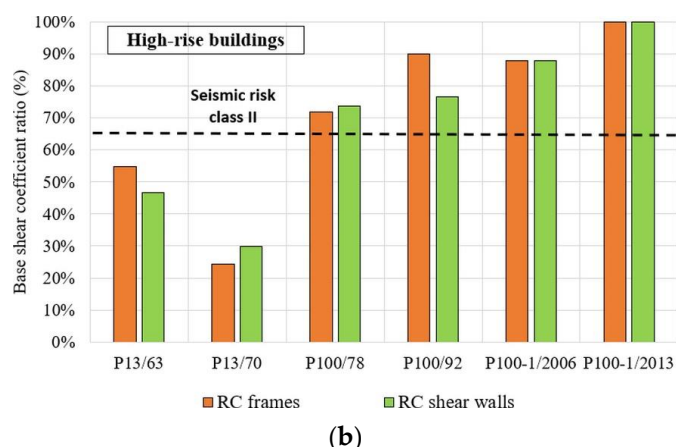 High-rise buildings
Seismic risk
class II
Base shear coefficient ratio (%)
100%
90%
80%
70%
60%
50%
40%
30%
20%
10%
0%
P13/63 P13/70 P100/78 P100/92 P100-1/2006 P100-1/2013
RC frames RC shear walls
(b)